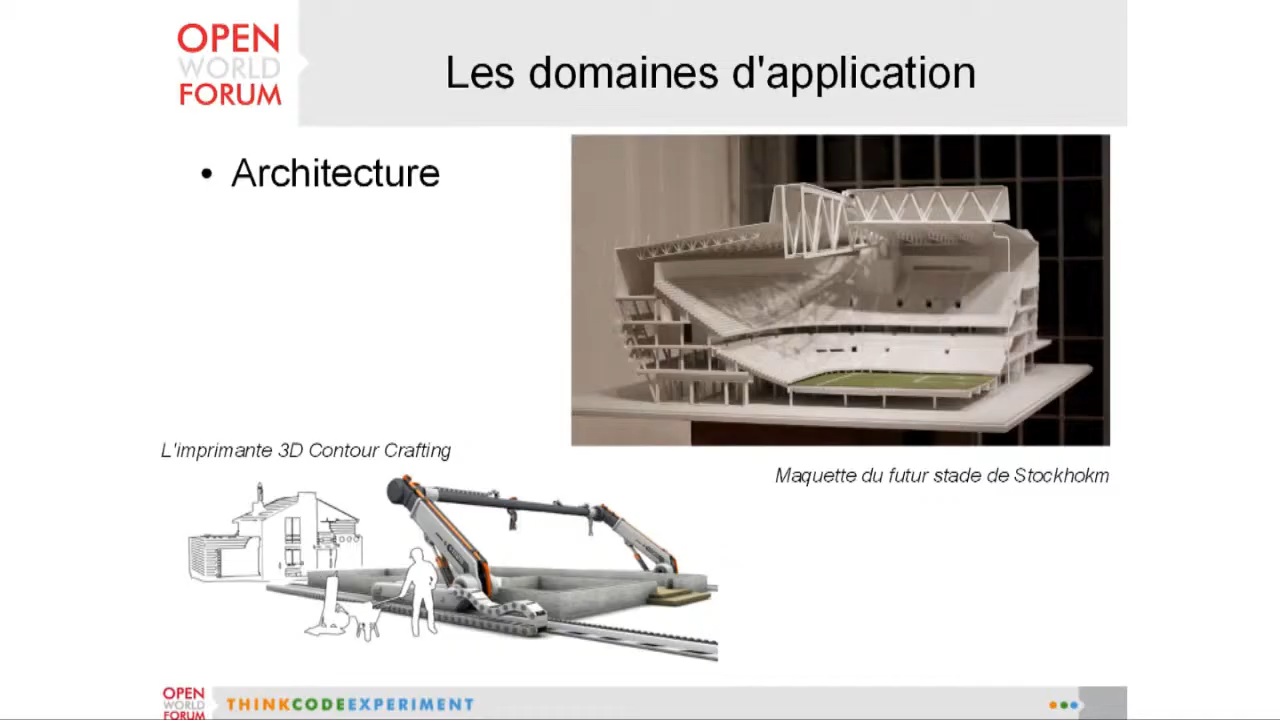 OPEN
WORLD
FORUM
Les domaines d'application
• Architecture
L'imprimante 3D Contour Crafting
Maquette du futur stade de Stockhokm
OPEN
WORLD
FORUM
THINKCODEEXPERIMENT